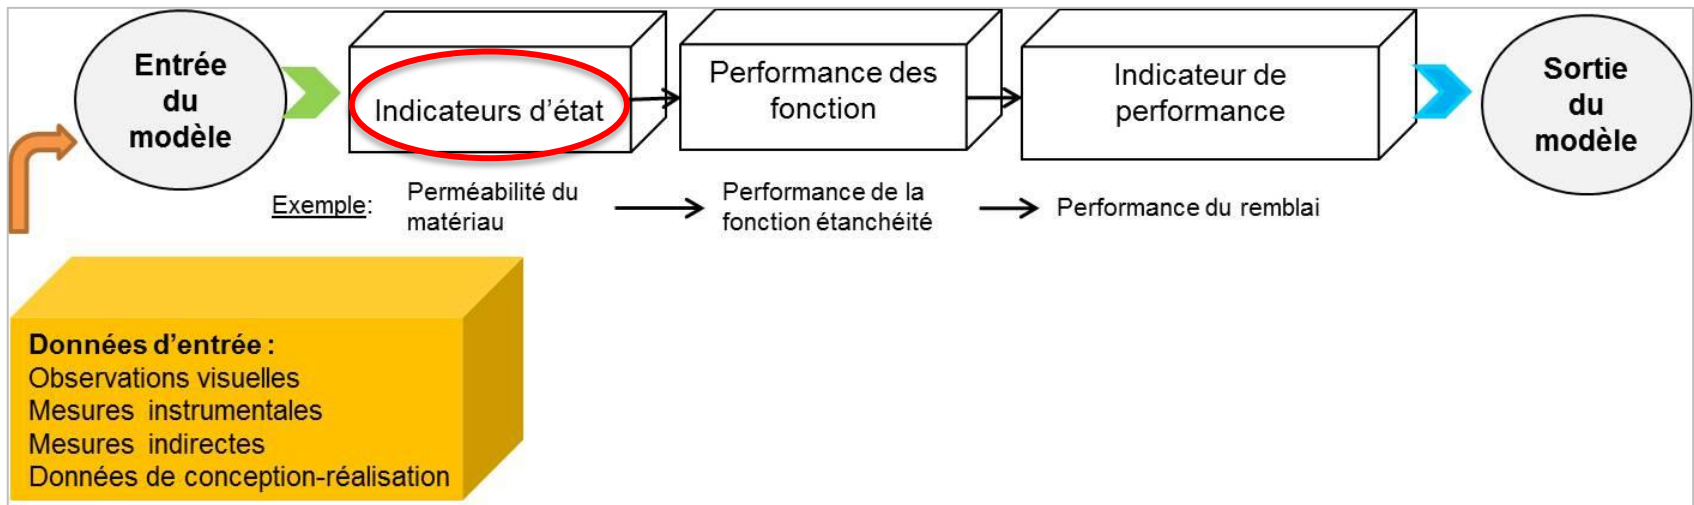 Entrée
du
modèle
Indicateurs d’état
Performance des
fonction
Indicateur de
performance
Sortie
du
modèle
Exemple:
Perméabilité du
matériau
Performance de la
fonction étanchéité
Performance du remblai
Données d’entrée :
Observations visuelles
Mesures instrumentales
Mesures indirectes
Données de conception-réalisation